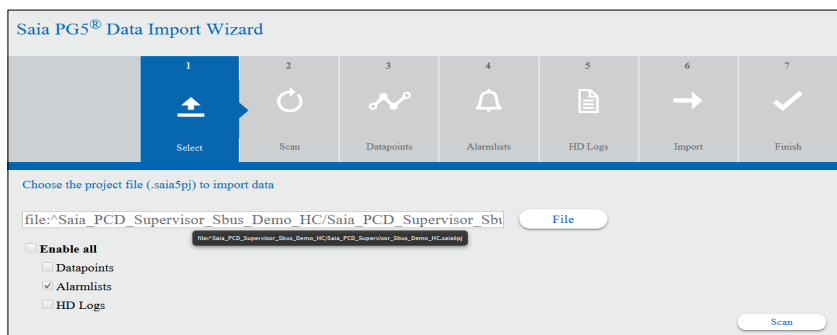 Saia PG5® Data Import Wizard
1 2 3 4 5 6 7
Select Scan Datapoints Alarmlists HD Logs Import Finish
Choose the project file (.saia5pj) to import data
file:^Saia_PCD_Supervisor_Sbus_Demo_HC/Saia_PCD_Supervisor_Sbu File
file:^Saia_PCD_Supervisor_Sbus_Demo_HC/Saia_PCD_Supervisor_Sbus_Demo_HC.saia5pj
Enable all
Datapoints
Alarmlists
HD Logs
Scan